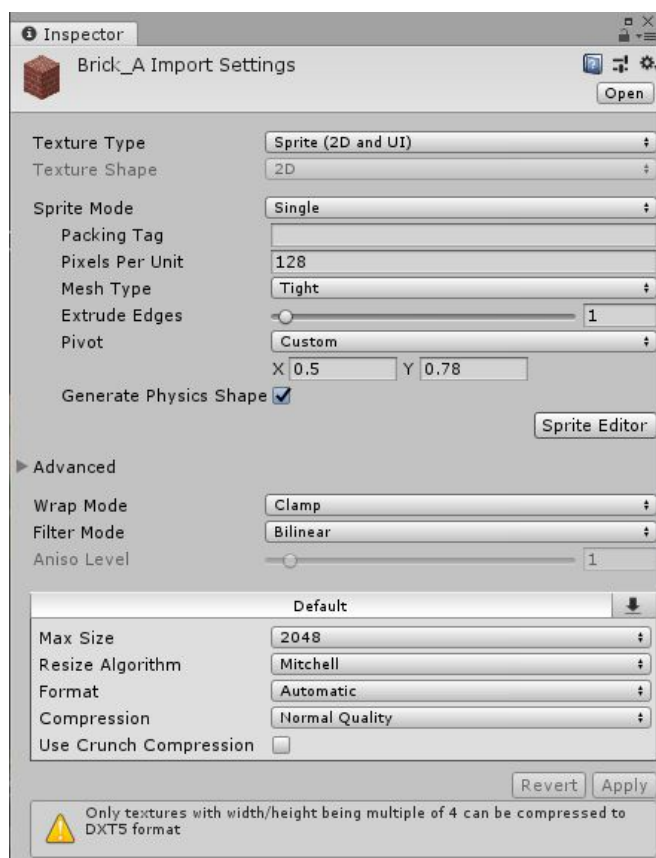 Inspector
Brick_A Import Settings
Open
Texture Type Sprite (2D and UI)
Texture Shape 2D
Sprite Mode Single
Packing Tag
Pixels Per Unit 128
Mesh Type Tight
Extrude Edges 1
Pivot Custom
X 0.5 Y 0.78
Generate Physics Shape
Sprite Editor
Advanced
Wrap Mode Clamp
Filter Mode Bilinear
Aniso Level 1
Default
Max Size 2048
Resize Algorithm Mitchell
Format Automatic
Compression Normal Quality
Use Crunch Compression
Revert Apply
Only textures with width/height being multiple of 4 can be compressed to
DXT5 format